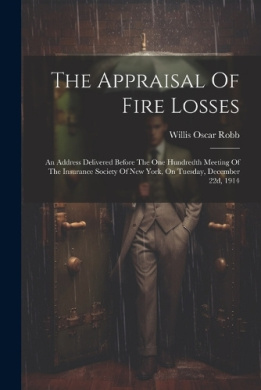 The Appraisal Of
Fire Losses
Willis Oscar Robb
An Address Delivered Before The One Hundredth Meeting Of
The Insurance Society Of New York, On Tuesday, December
22d, 1914